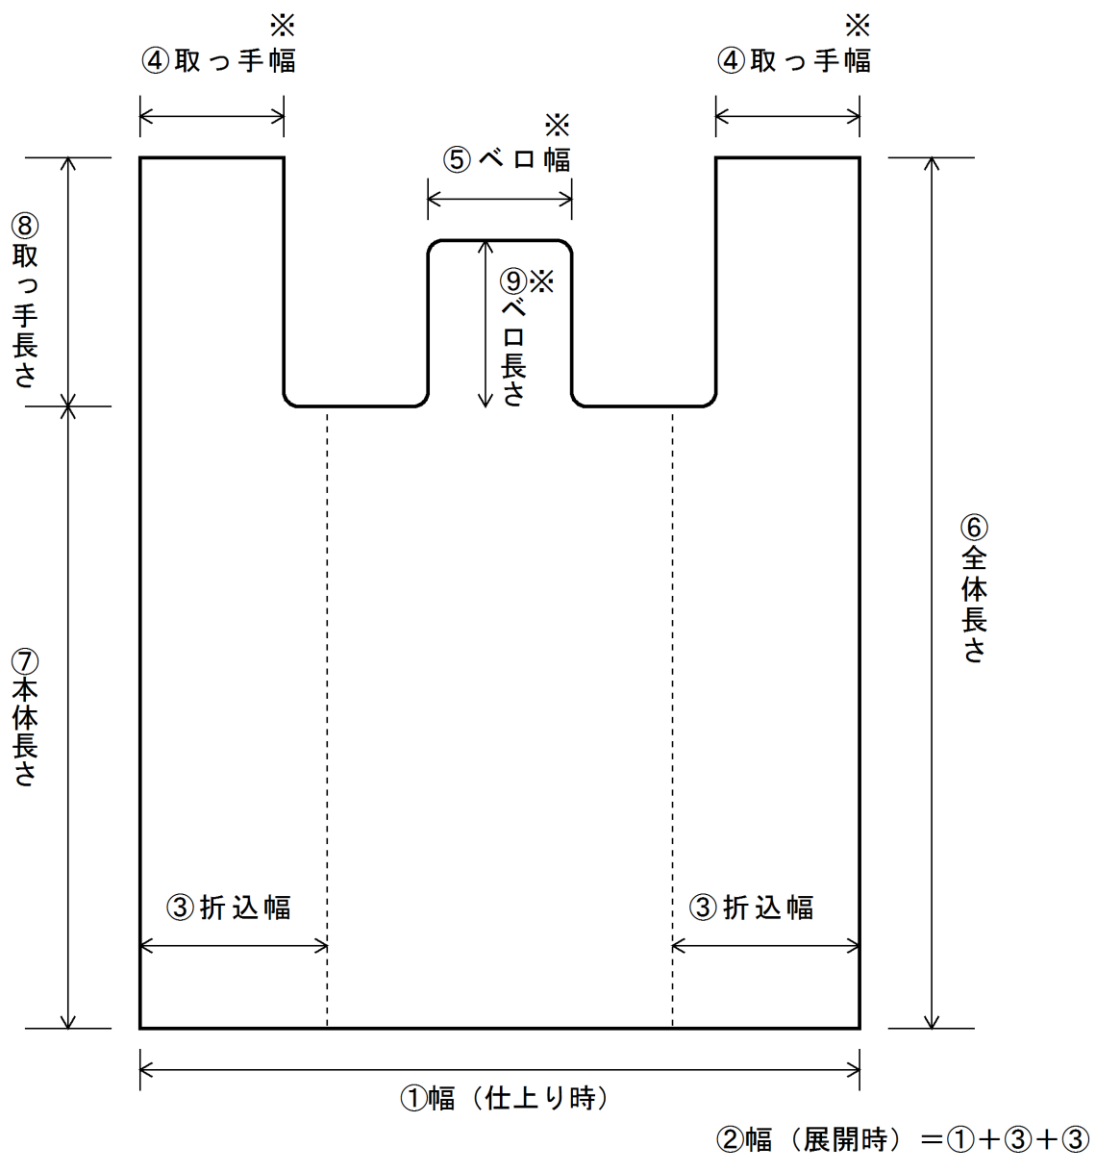 ※
④取っ手幅
※
④取っ手幅
※
⑤ベロ幅
⑧取っ手長さ
⑨※
ベロ長さ
⑥全体長さ
⑦本体長さ
③折込幅
③折込幅
①幅（仕上り時）
②幅（展開時）＝①＋③＋③